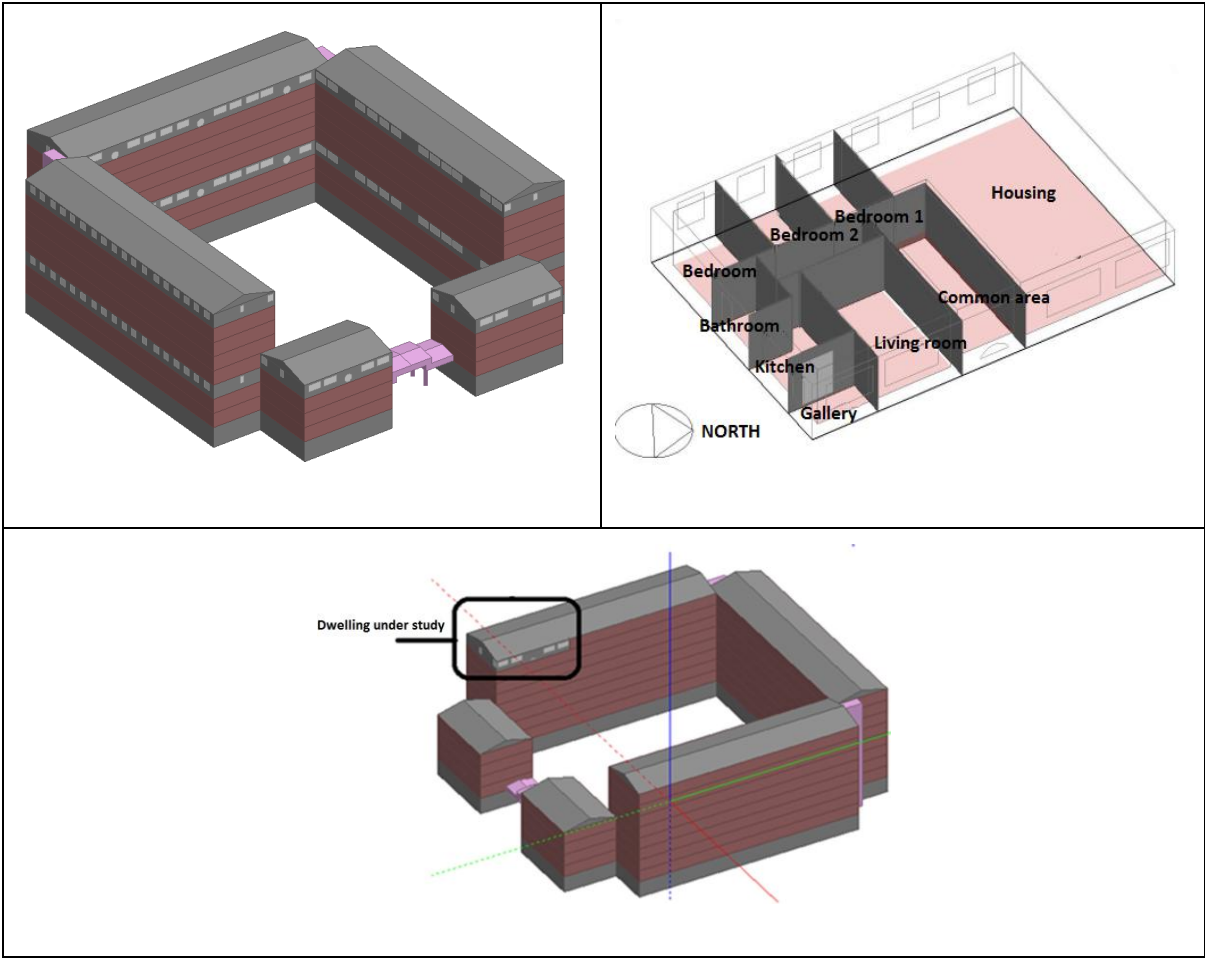 Housing
Bedroom 1
Bedroom 2
Bedroom
Common area
Bathroom
Living room
Kitchen
Gallery
NORTH
Dwelling under study